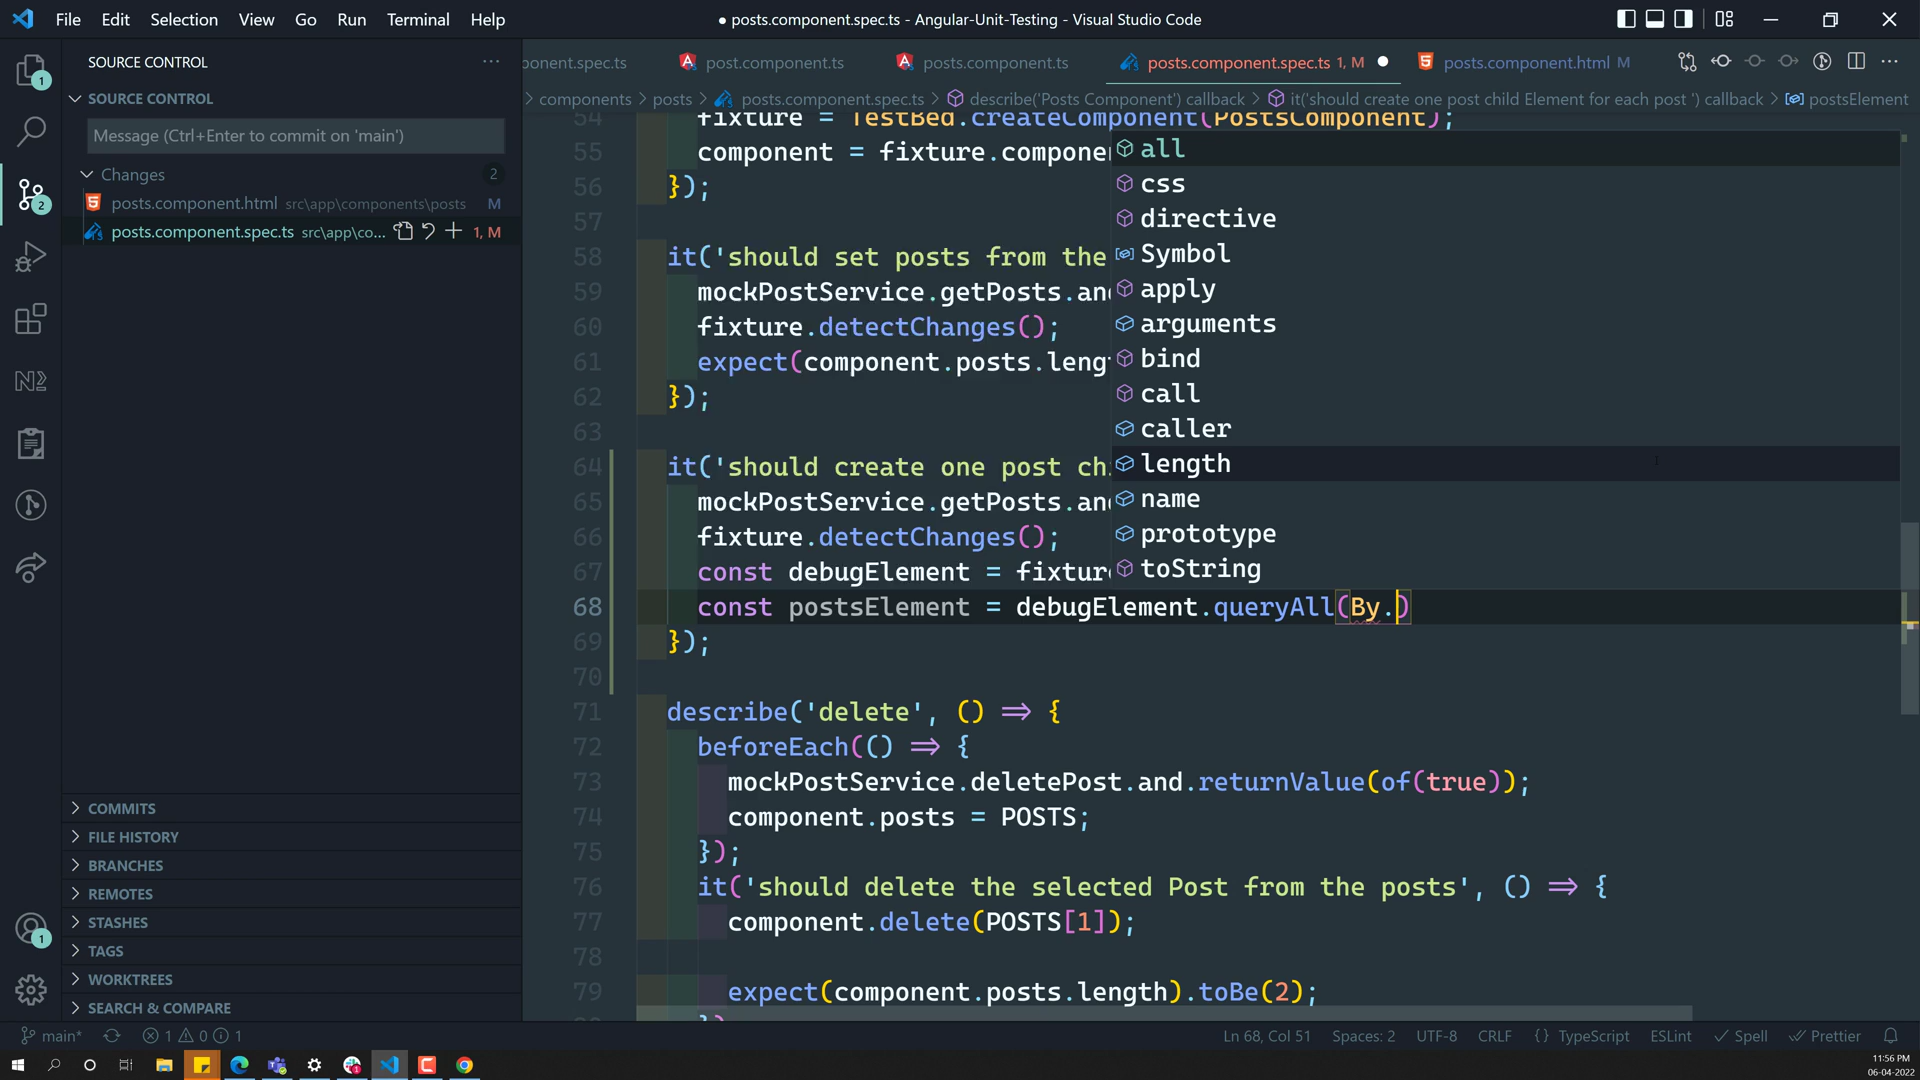 File Edit Selection View Go Run Terminal Help
● posts.component.spec.ts - Angular-Unit-Testing - Visual Studio Code
SOURCE CONTROL ···
ponent.spec.ts post.component.ts posts.component.ts posts.component.spec.ts 1, M posts.component.html M
SOURCE CONTROL
components > posts > posts.component.spec.ts > describe('Posts Component') callback > it('should create one post child Element for each post ') callback > postsElement
Message (Ctrl+Enter to commit on 'main')
Changes 2
posts.component.html src\app\components\posts M
posts.component.spec.ts src\app\co... 1, M
COMMITS
FILE HISTORY
BRANCHES
REMOTES
STASHES
TAGS
WORKTREES
SEARCH & COMPARE
1
2
1
54 fixture = TestBed.createComponent(PostsComponent);
55 component = fixture.compone
56 });
57
58 it('should set posts from the
59 mockPostService.getPosts.an
60 fixture.detectChanges();
61 expect(component.posts.leng
62 });
63
64 it('should create one post ch
65 mockPostService.getPosts.an
66 fixture.detectChanges();
67 const debugElement = fixtur
68 const postsElement = debugElement.queryAll(By.)
69 });
70
71 describe('delete', () => {
72 beforeEach(() => {
73 mockPostService.deletePost.and.returnValue(of(true));
74 component.posts = POSTS;
75 });
76 it('should delete the selected Post from the posts', () => {
77 component.delete(POSTS[1]);
78
79 expect(component.posts.length).toBe(2);
all
css
directive
Symbol
apply
arguments
bind
call
caller
length
name
prototype
toString
main* 1 0 1 Ln 68, Col 51 Spaces: 2 UTF-8 CRLF {} TypeScript ESLint Spell Prettier
11:56 PM
06-04-2022